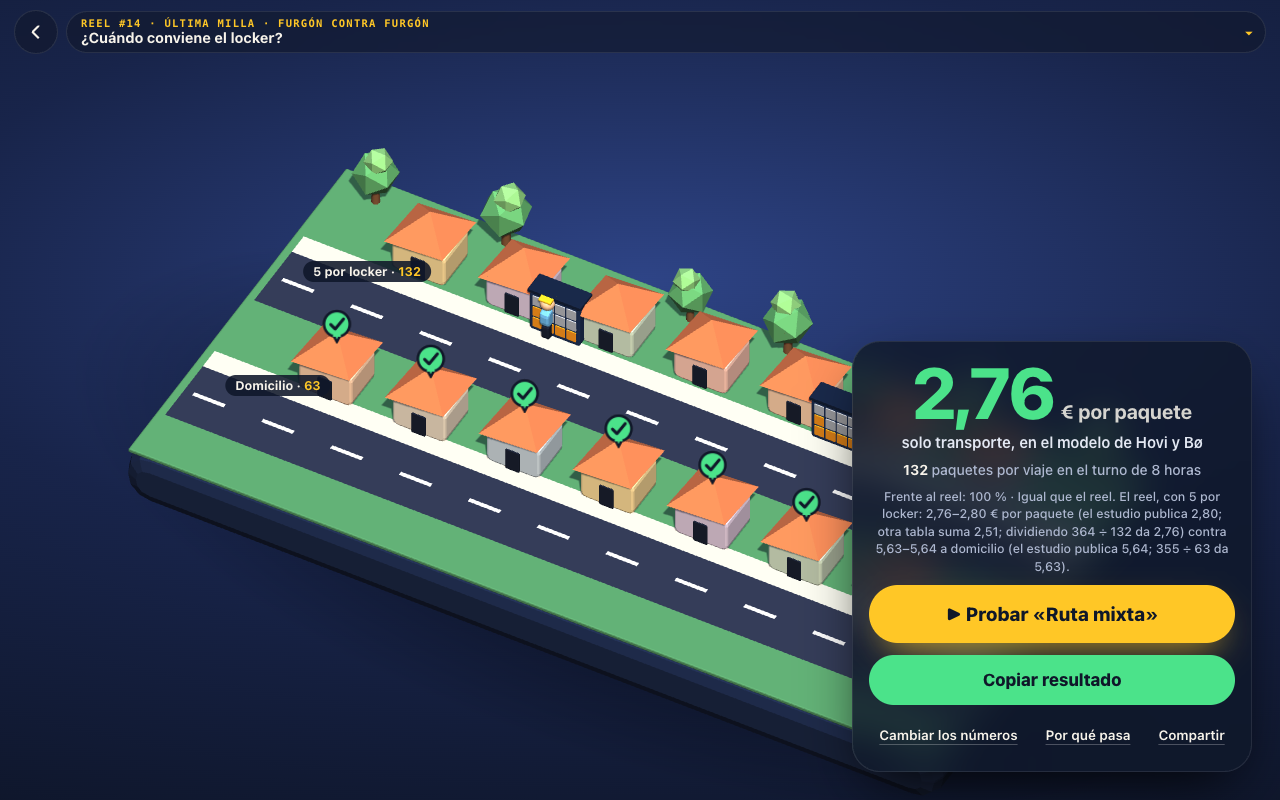 REEL #14 · ÚLTIMA MILLA · FURGÓN CONTRA FURGÓN
¿Cuándo conviene el locker?
5 por locker · 132
Domicilio · 63
2,76 € por paquete
solo transporte, en el modelo de Hovi y Bø
132 paquetes por viaje en el turno de 8 horas
Frente al reel: 100 % · Igual que el reel. El reel, con 5 por
locker: 2,76–2,80 € por paquete (el estudio publica 2,80;
otra tabla suma 2,51; dividiendo 364 ÷ 132 da 2,76) contra
5,63–5,64 a domicilio (el estudio publica 5,64; 355 ÷ 63 da
5,63).
Probar «Ruta mixta»
Copiar resultado
Cambiar los números Por qué pasa Compartir